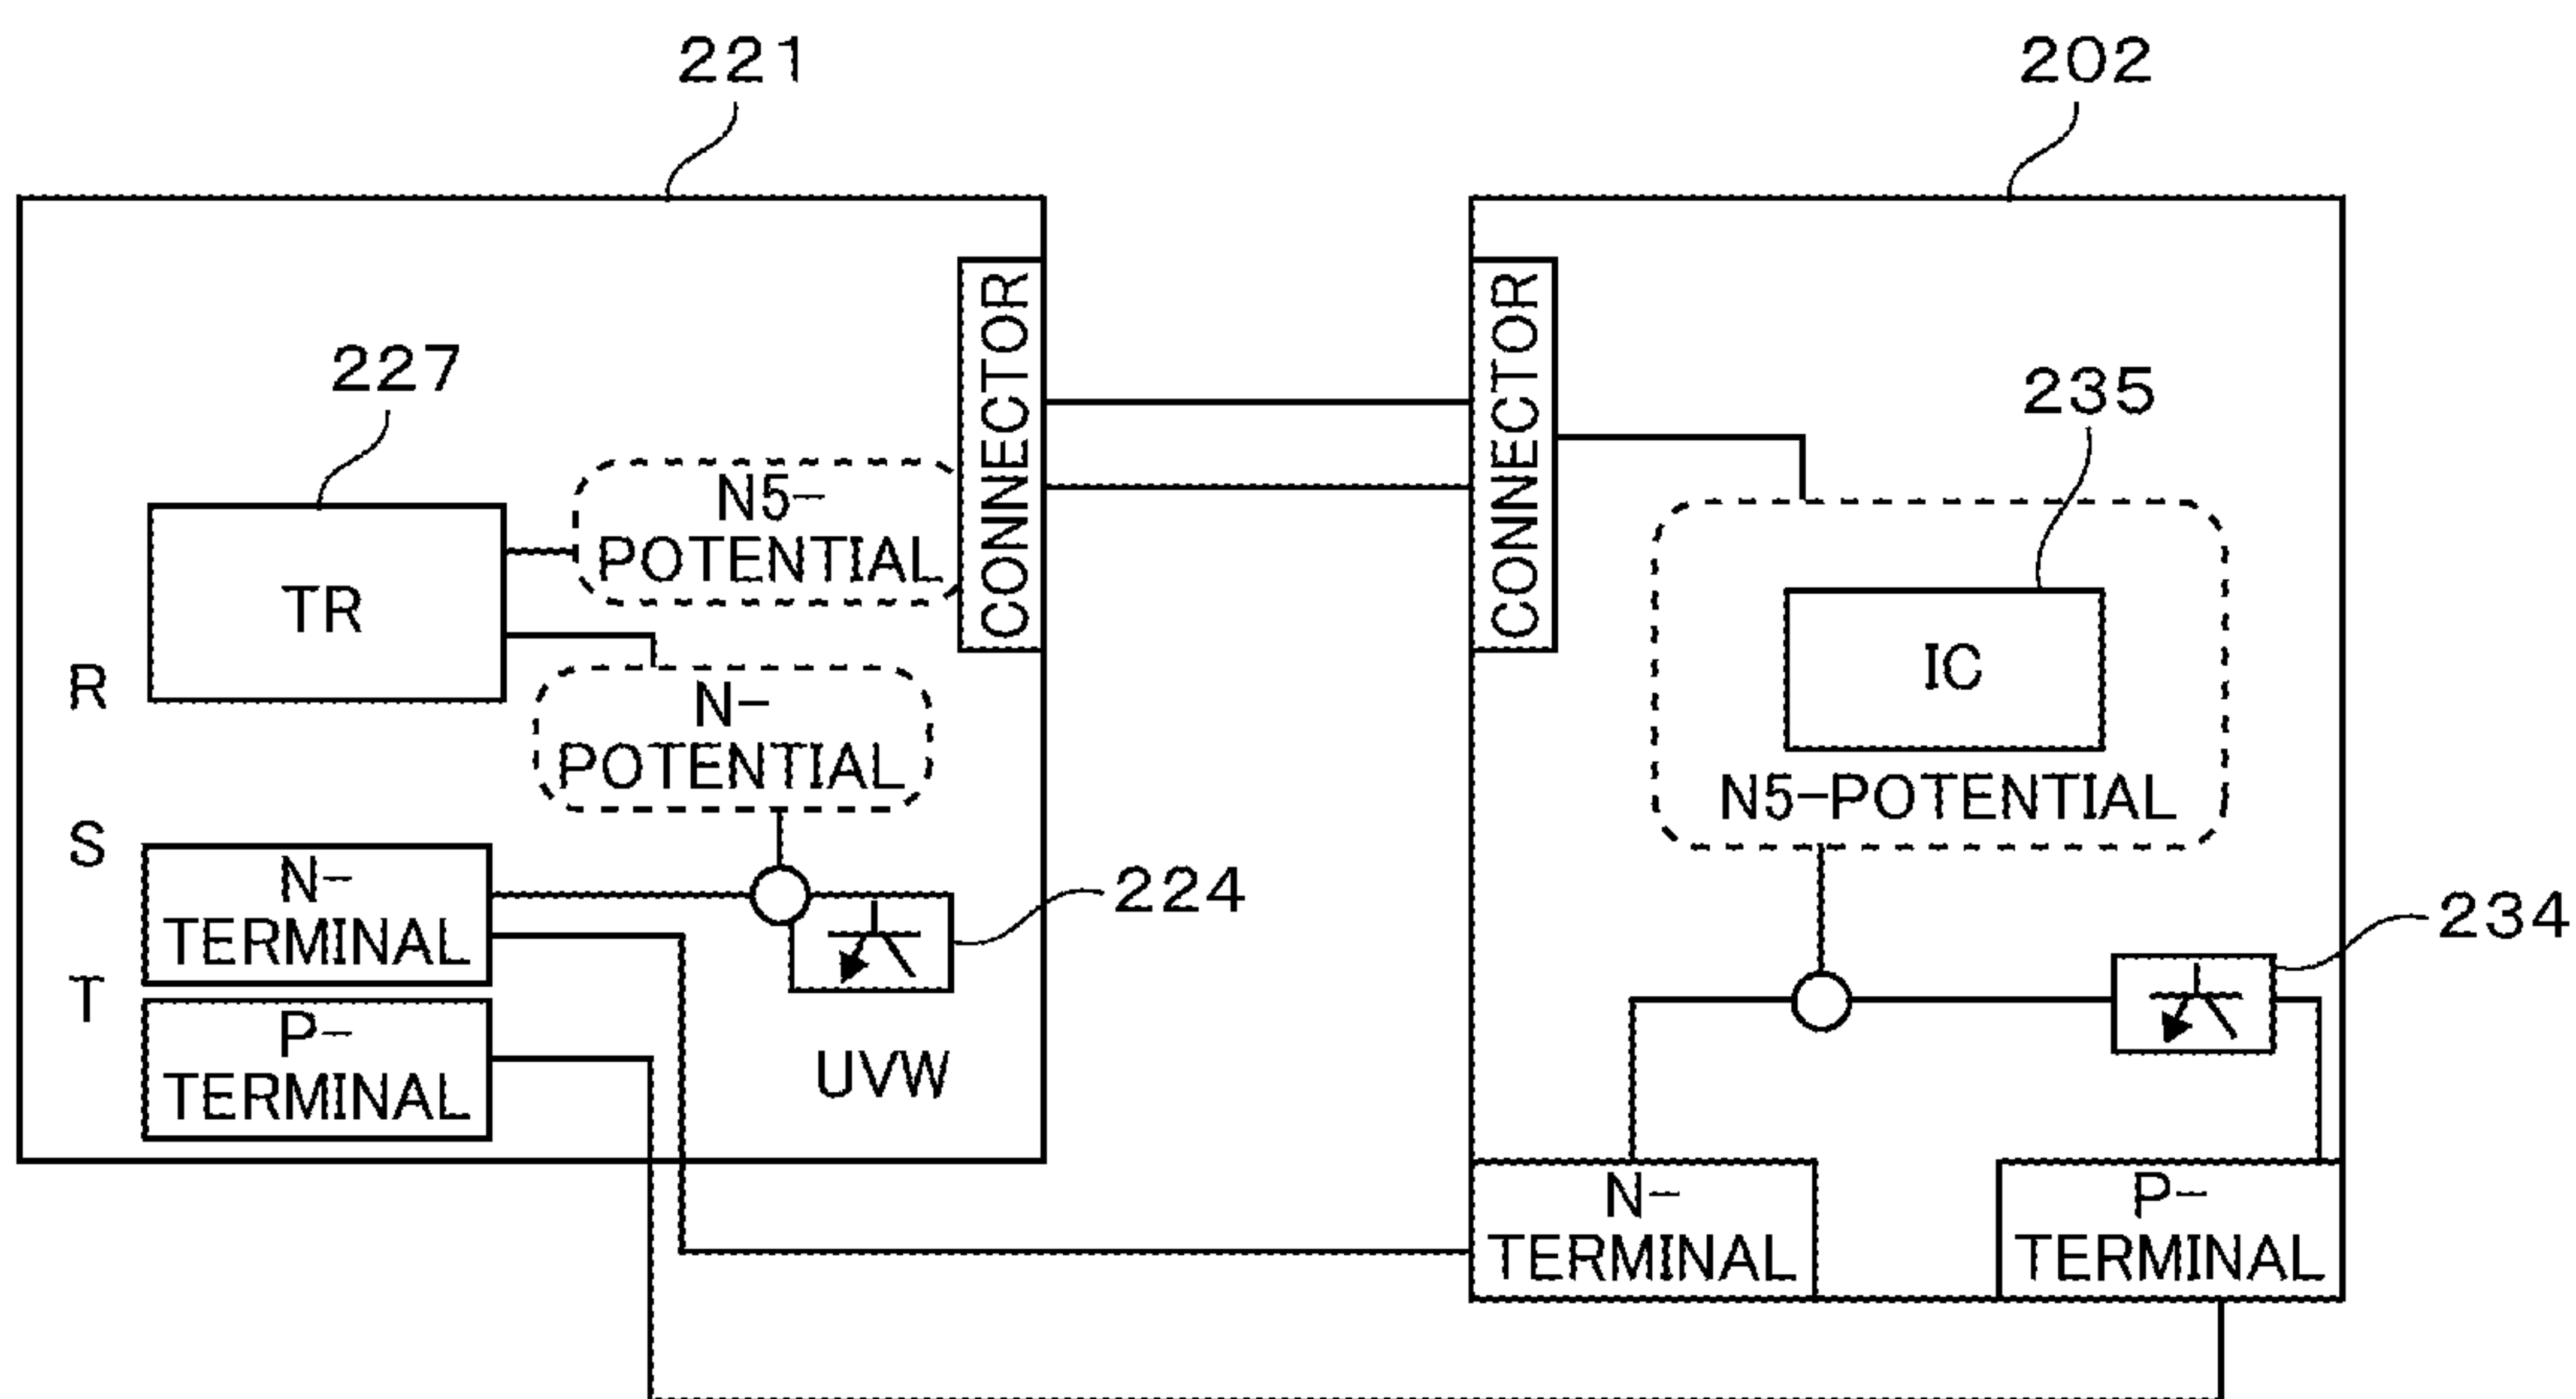 221
202
227
235
CONNECTOR
CONNECTOR
N5-
POTENTIAL
TR
IC
R
N-
POTENTIAL
N5-POTENTIAL
S
N-
TERMINAL
224
234
T
P-
TERMINAL
UVW
N-
TERMINAL
P-
TERMINAL